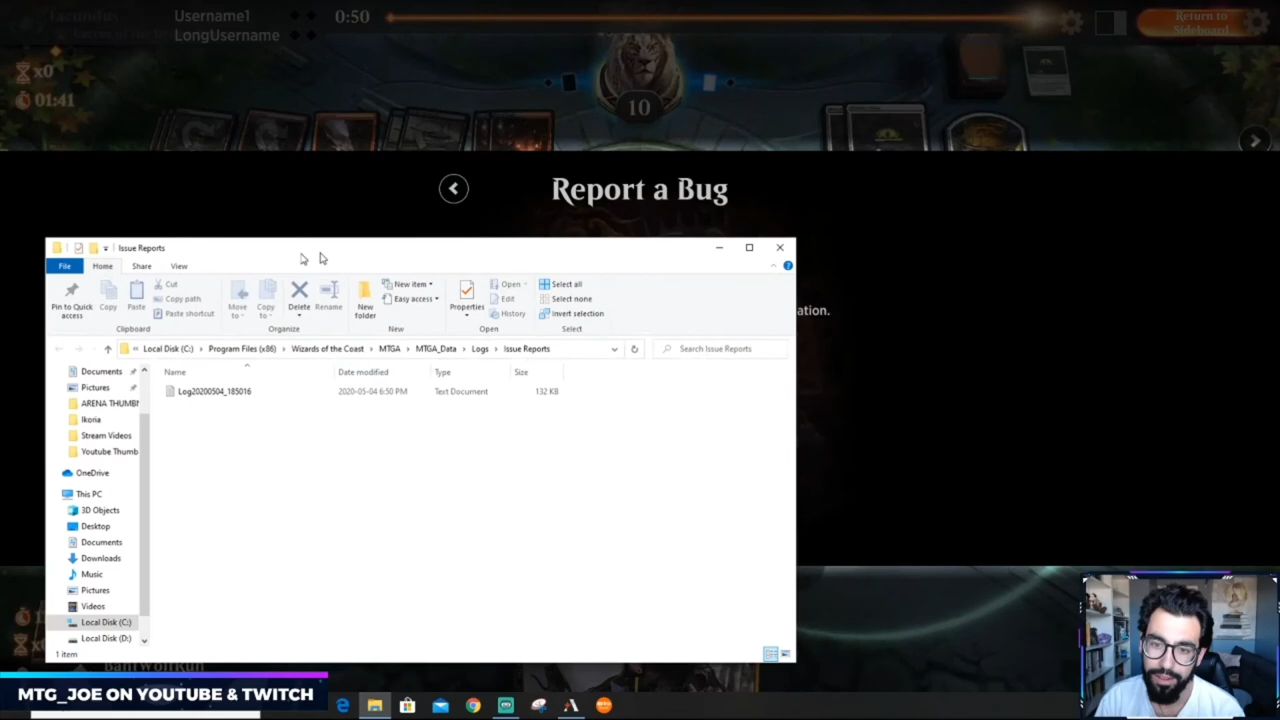 Username1
LongUsername
0:50
Return to
Sideboard
x0
01:41
10
Report a Bug
ation.
Issue Reports
File Home Share View
Pin to Quick
access
Copy
Paste
Cut
Copy path
Paste shortcut
Clipboard
Move
to
Copy
to
Delete
Rename
Organize
New
folder
New item
Easy access
New
Properties
Open
Edit
History
Open
Select all
Select none
Invert selection
Select
Local Disk (C:) > Program Files (x86) > Wizards of the Coast > MTGA > MTGA_Data > Logs > Issue Reports
Search Issue Reports
Name Date modified Type Size
Log20200504_185016 2020-05-04 6:50 PM Text Document 132 KB
Documents
Pictures
ARENA THUMBN
Ikoria
Stream Videos
Youtube Thumb
OneDrive
This PC
3D Objects
Desktop
Documents
Downloads
Music
Pictures
Videos
Local Disk (C:)
Local Disk (D:)
1 item
MTG_JOE ON YOUTUBE & TWITCH